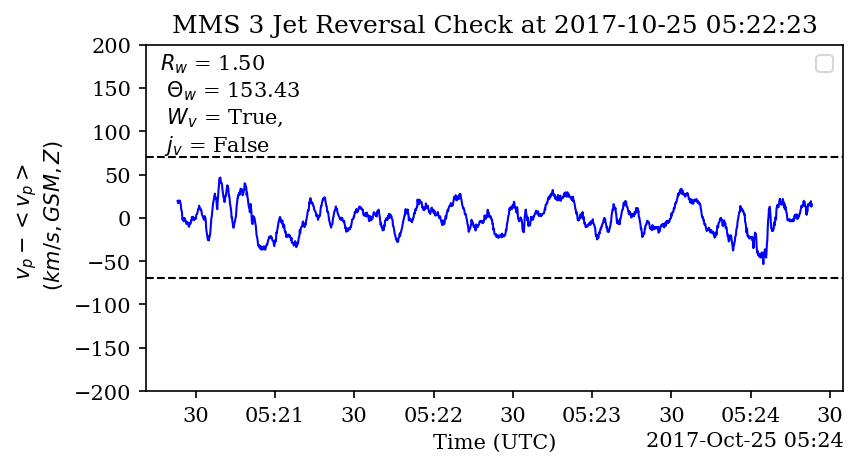 MMS 3 Jet Reversal Check at 2017-10-25 05:22:23
R_w = 1.50
Θ_w = 153.43
W_v = True,
j_v = False
v_p − < v_p >
(km/s, GSM, Z)
200
150
100
50
0
−50
−100
−150
−200
30 05:21 30 05:22 30 05:23 30 05:24 30
Time (UTC)
2017-Oct-25 05:24